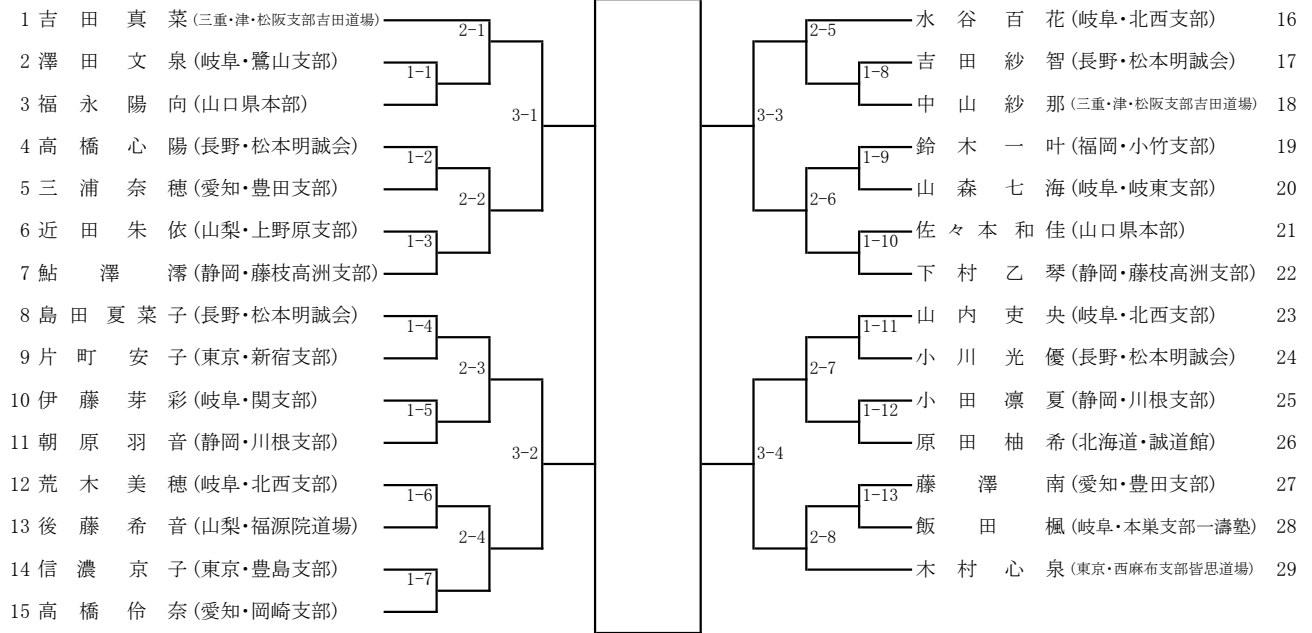 1 吉田真菜(三重・津・松阪支部吉田道場)
2 澤田文泉(岐阜・鷺山支部)
3 福永陽向(山口県本部)
4 高橋心陽(長野・松本明誠会)
5 三浦奈穂(愛知・豊田支部)
6 近田朱依(山梨・上野原支部)
7 鮎澤澪(静岡・藤枝高洲支部)
8 島田夏菜子(長野・松本明誠会)
9 片町安子(東京・新宿支部)
10 伊藤芽彩(岐阜・関支部)
11 朝原羽音(静岡・川根支部)
12 荒木美穂(岐阜・北西支部)
13 後藤希音(山梨・福源院道場)
14 信濃京子(東京・豊島支部)
15 高橋伶奈(愛知・岡崎支部)
2-1
1-1
3-1
1-2
2-2
1-3
1-4
2-3
1-5
3-2
1-6
2-4
1-7
2-5
1-8
3-3
1-9
2-6
1-10
1-11
2-7
1-12
3-4
1-13
2-8
水谷百花(岐阜・北西支部) 16
吉田紗智(長野・松本明誠会) 17
中山紗那(三重・津・松阪支部吉田道場) 18
鈴木一叶(福岡・小竹支部) 19
山森七海(岐阜・岐東支部) 20
佐々本和佳(山口県本部) 21
下村乙琴(静岡・藤枝高洲支部) 22
山内吏央(岐阜・北西支部) 23
小川光優(長野・松本明誠会) 24
小田凛夏(静岡・川根支部) 25
原田柚希(北海道・誠道館) 26
藤澤南(愛知・豊田支部) 27
飯田楓(岐阜・本巣支部一濤塾) 28
木村心泉(東京・西麻布支部皆思道場) 29